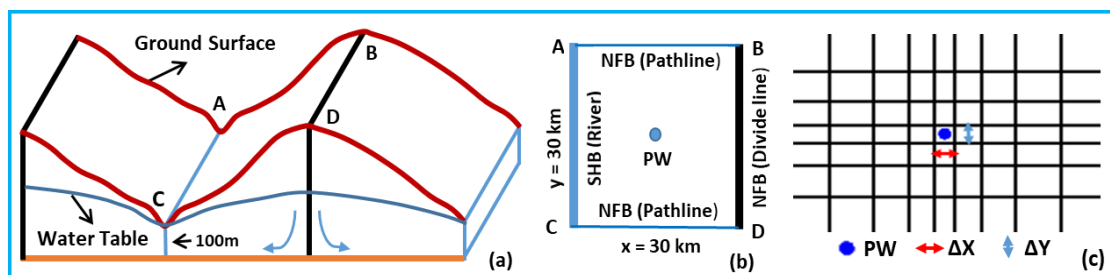 Ground Surface
A
B
C
D
Water Table
100m
(a)
A
B
NFB (Pathline)
y = 30 km
SHB (River)
PW
NFB (Divide line)
NFB (Pathline)
C
D
x = 30 km
(b)
PW
ΔX
ΔY
(c)